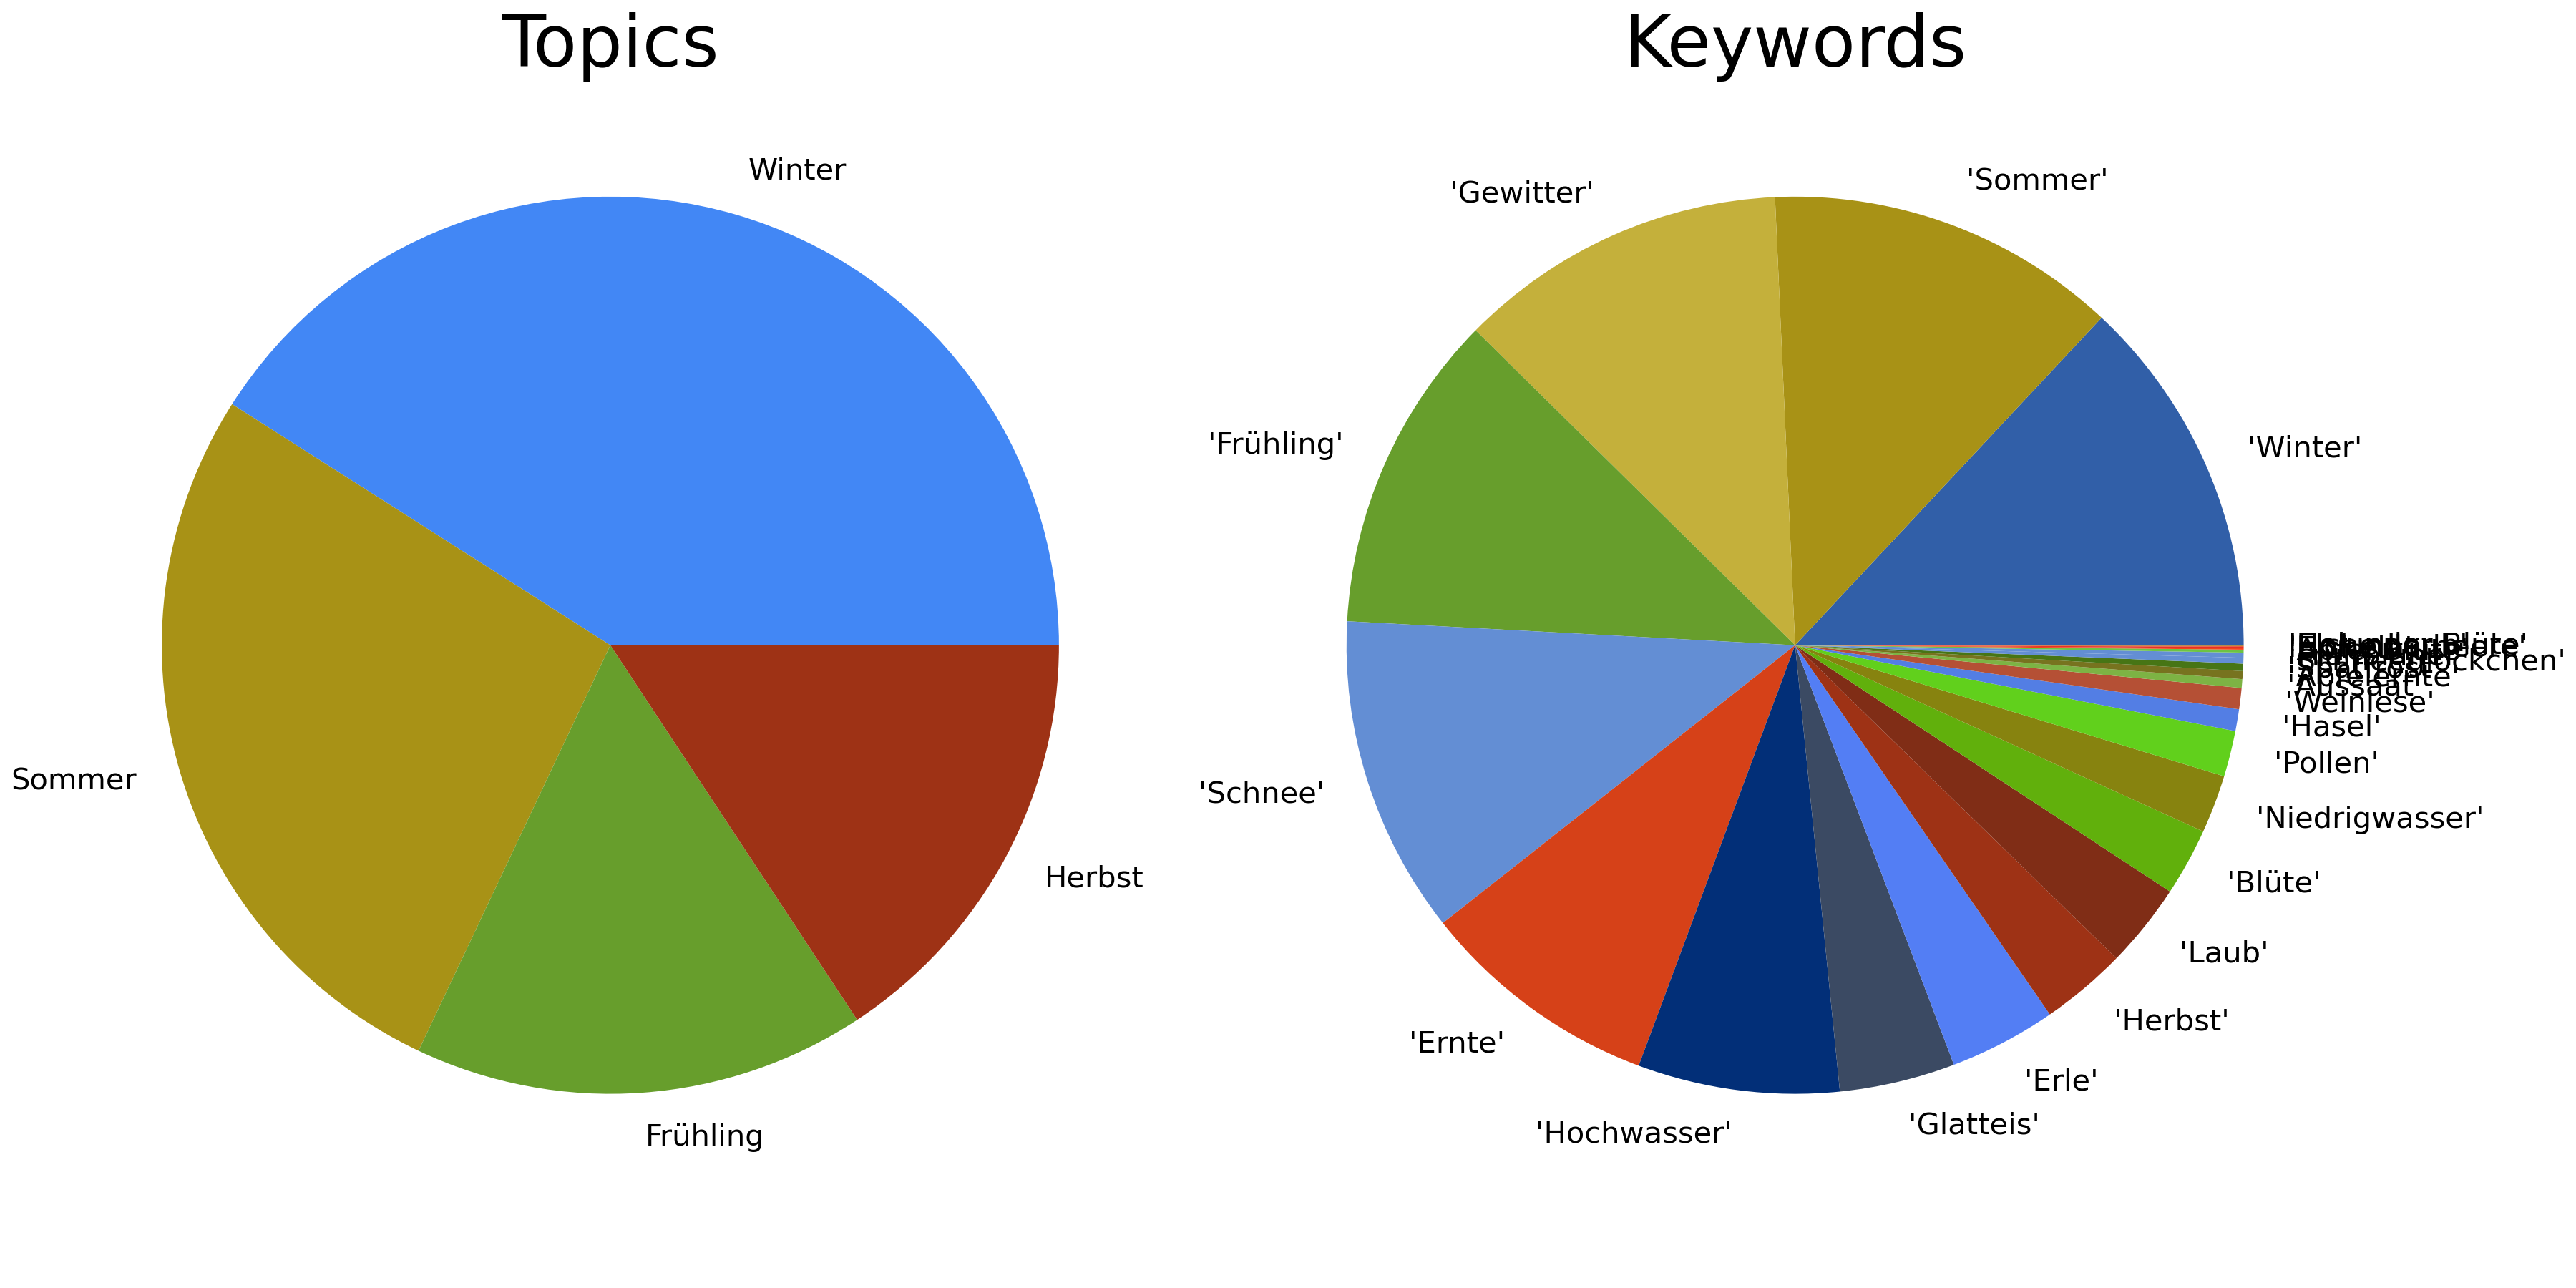 Topics
Winter
Sommer
Frühling
Herbst
Keywords
'Winter'
'Sommer'
'Gewitter'
'Frühling'
'Schnee'
'Ernte'
'Hochwasser'
'Glatteis'
'Erle'
'Herbst'
'Laub'
'Blüte'
'Niedrigwasser'
'Pollen'
'Hasel'
'Weinlese'
'Aussaat'
'Apfelernte'